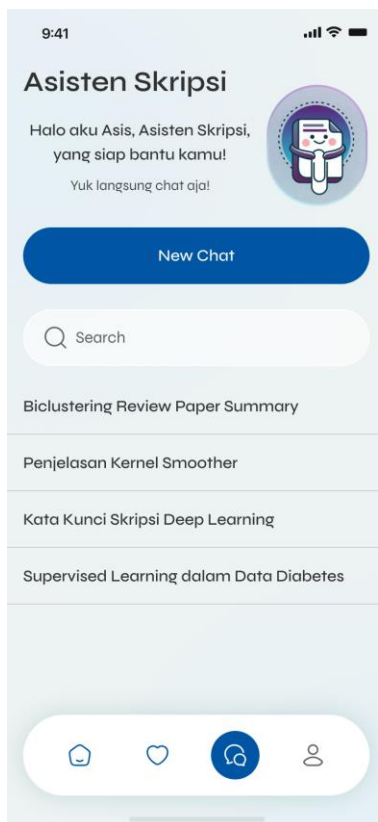 9:41
Asisten Skripsi
Halo aku Asis, Asisten Skripsi,
yang siap bantu kamu!
Yuk langsung chat aja!
New Chat
Search
Biclustering Review Paper Summary
Penjelasan Kernel Smoother
Kata Kunci Skripsi Deep Learning
Supervised Learning dalam Data Diabetes